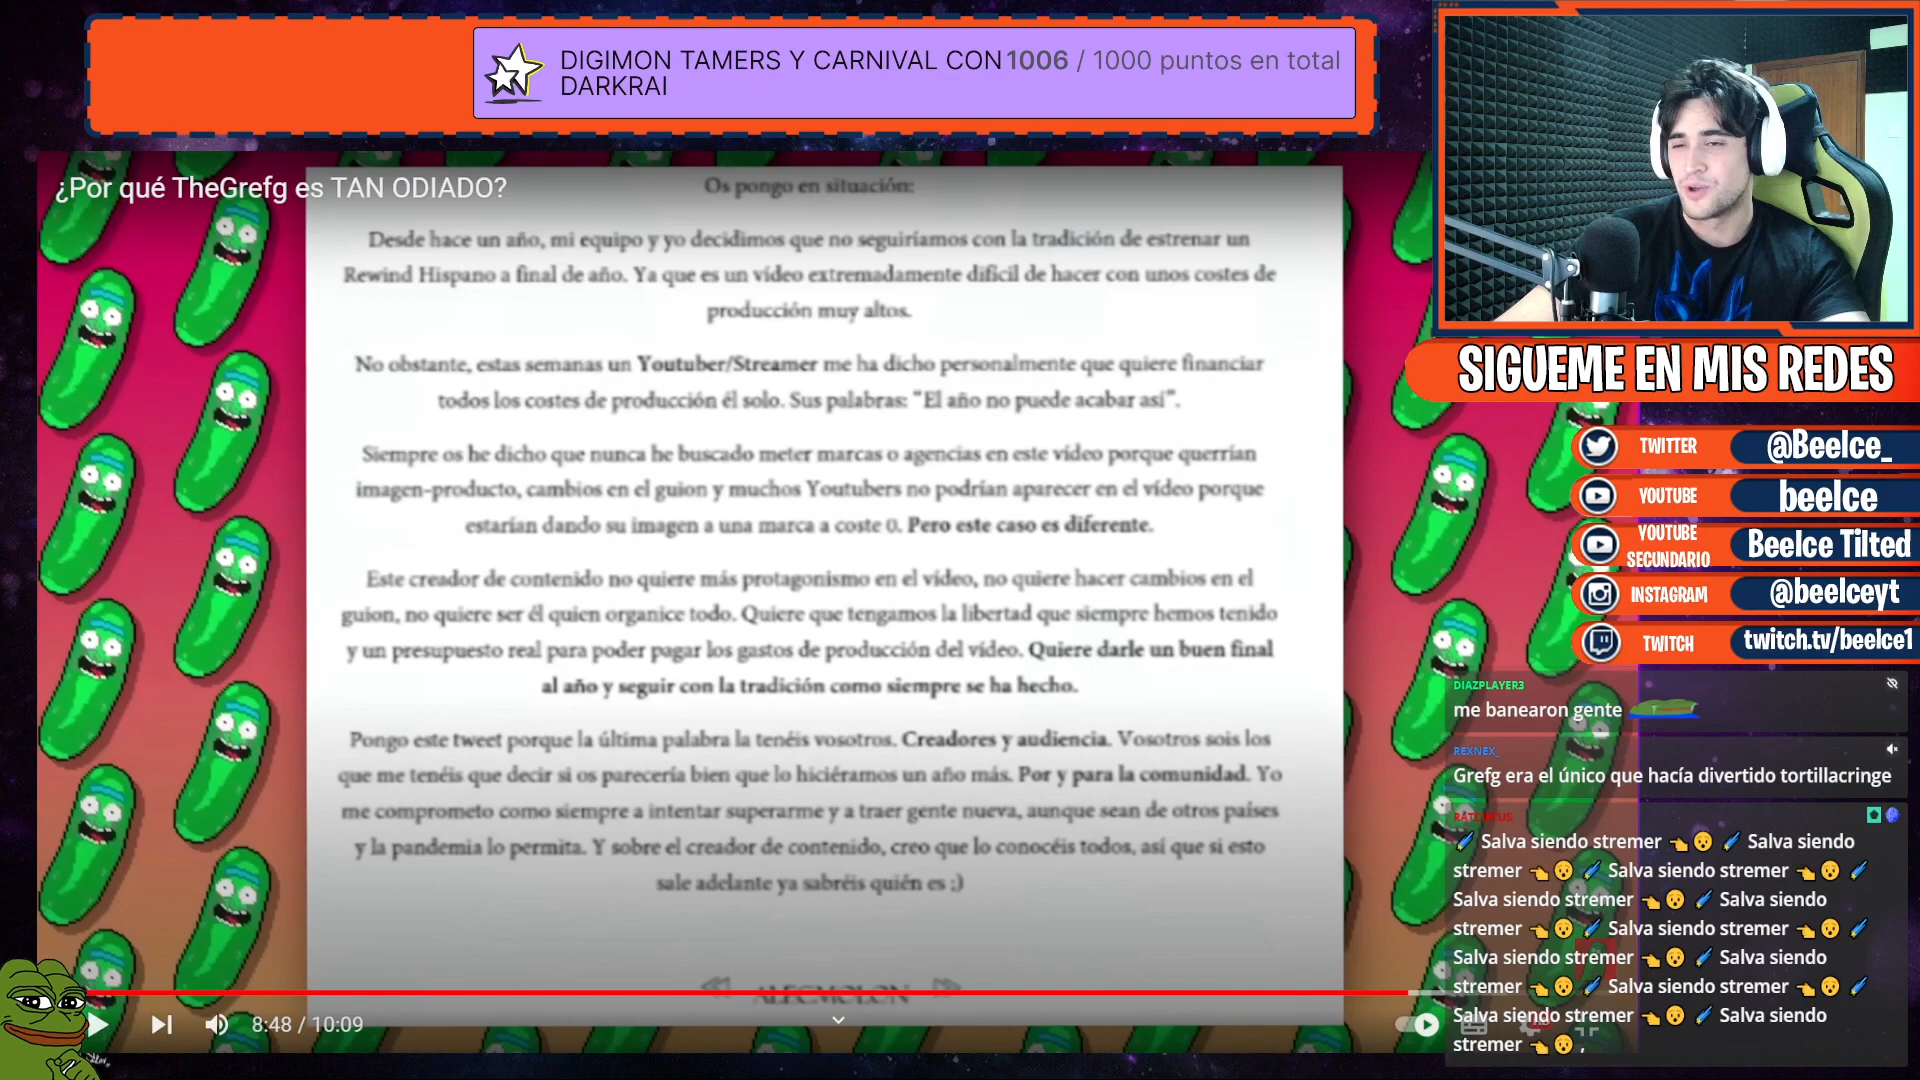 DIGIMON TAMERS Y CARNIVAL CON 1006 / 1000 puntos en total
DARKRAI
¿Por qué TheGrefg es TAN ODIADO?
Os pongo en situación:
Desde hace un año, mi equipo y yo decidimos que no seguiríamos con la tradición de estrenar un
Rewind Hispano a final de año. Ya que es un vídeo extremadamente difícil de hacer con unos costes de
producción muy altos.
No obstante, estas semanas un Youtuber/Streamer me ha dicho personalmente que quiere financiar
todos los costes de producción él solo. Sus palabras: “El año no puede acabar así”.
Siempre os he dicho que nunca he buscado meter marcas o agencias en este vídeo porque querrían
imagen-producto, cambios en el guion y muchos Youtubers no podrían aparecer en el vídeo porque
estarían dando su imagen a una marca a coste 0. Pero este caso es diferente.
Este creador de contenido no quiere más protagonismo en el vídeo, no quiere hacer cambios en el
guion, no quiere ser él quien organice todo. Quiere que tengamos la libertad que siempre hemos tenido
y un presupuesto real para poder pagar los gastos de producción del vídeo. Quiere darle un buen final
al año y seguir con la tradición como siempre se ha hecho.
Pongo este tweet porque la última palabra la tenéis vosotros. Creadores y audiencia. Vosotros sois los
que me tenéis que decir si os parecería bien que lo hiciéramos un año más. Por y para la comunidad. Yo
me comprometo como siempre a intentar superarme y a traer gente nueva, aunque sean de otros países
y la pandemia lo permita. Y sobre el creador de contenido, creo que lo conocéis todos, así que si esto
sale adelante ya sabréis quién es ;)
ALECMOLON
8:48 / 10:09
SIGUEME EN MIS REDES
TWITTER @Beelce_
YOUTUBE beelce
YOUTUBE SECUNDARIO Beelce Tilted
INSTAGRAM @beelceyt
TWITCH twitch.tv/beelce1
DIAZPLAYER3
me banearon gente
REXNEX_
Grefg era el único que hacía divertido tortillacringe
RATCIRCUS
Salva siendo stremer 👈😯 Salva siendo
stremer 👈😯 Salva siendo stremer 👈😯
Salva siendo stremer 👈😯 Salva siendo
stremer 👈😯 Salva siendo stremer 👈😯
Salva siendo stremer 👈😯 Salva siendo
stremer 👈😯 Salva siendo stremer 👈😯
Salva siendo stremer 👈😯 Salva siendo
stremer 👈😯 ,